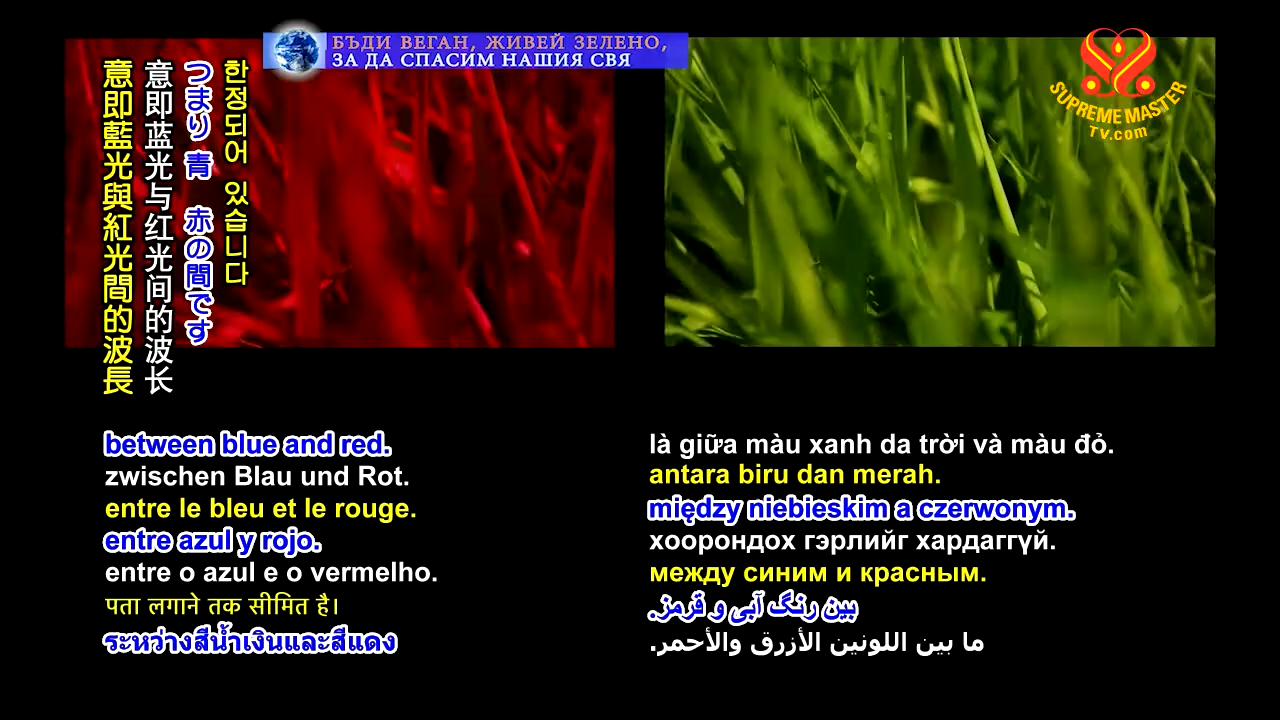 БЪДИ ВЕГАН, ЖИВЕЙ ЗЕЛЕНО,
ЗА ДА СПАСИМ НАШИЯ СВЯ
SUPREME MASTER
TV.com
한정되어 있습니다
つまり 青 赤の間です
意即蓝光与红光间的波长
意即藍光與紅光間的波長
between blue and red.
zwischen Blau und Rot.
entre le bleu et le rouge.
entre azul y rojo.
entre o azul e o vermelho.
पता लगाने तक सीमित है।
ระหว่างสีน้ำเงินและสีแดง
là giữa màu xanh da trời và màu đỏ.
antara biru dan merah.
między niebieskim a czerwonym.
хоорондох гэрлийг хардаггүй.
между синим и красным.
بین رنگ آبی و قرمز.
ما بين اللونين الأزرق والأحمر.